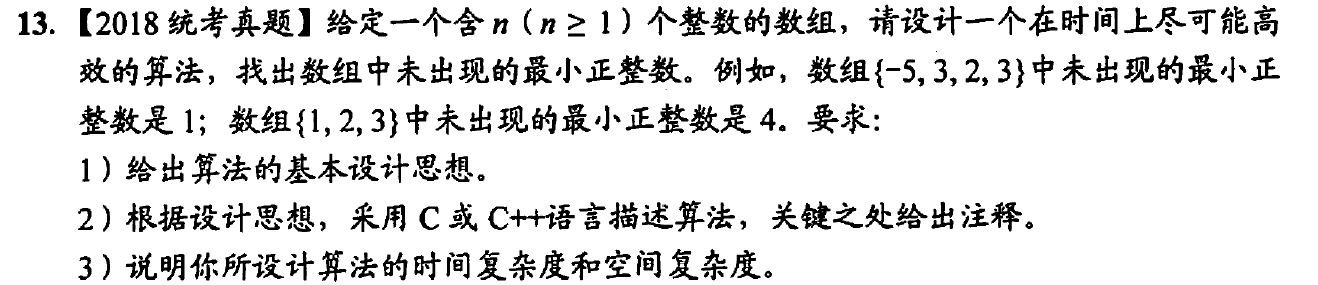 13.【2018 统考真题】给定一个含 n（n ≥ 1）个整数的数组，请设计一个在时间上尽可能高
效的算法，找出数组中未出现的最小正整数。例如，数组{-5, 3, 2, 3}中未出现的最小正
整数是 1；数组{1, 2, 3}中未出现的最小正整数是 4。要求：
1）给出算法的基本设计思想。
2）根据设计思想，采用 C 或 C++语言描述算法，关键之处给出注释。
3）说明你所设计算法的时间复杂度和空间复杂度。